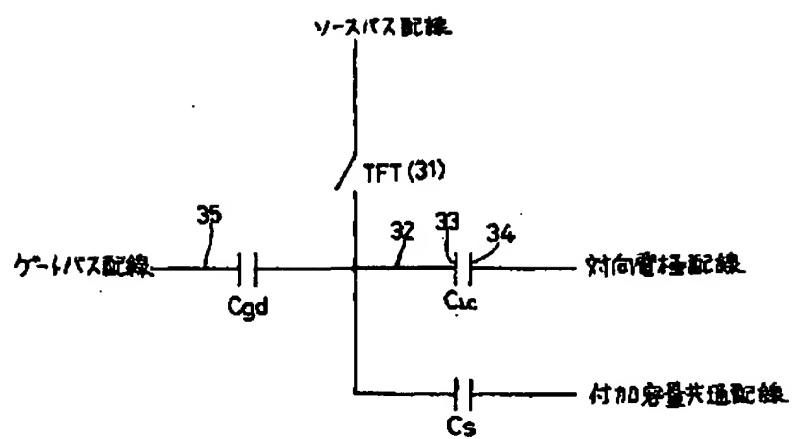 ソースバス配線
TFT(31)
35
32
33
34
ゲートバス配線
対向電極配線
Cgd
CLC
付加容量共通配線
Cs